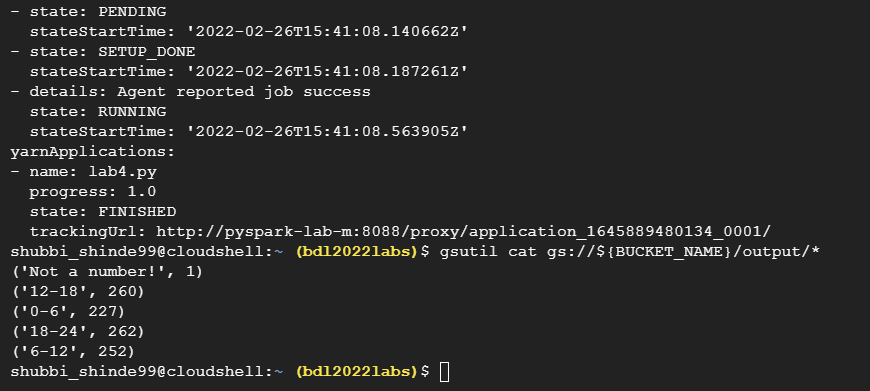 - state: PENDING
stateStartTime: '2022-02-26T15:41:08.140662Z'
- state: SETUP_DONE
stateStartTime: '2022-02-26T15:41:08.187261Z'
- details: Agent reported job success
state: RUNNING
stateStartTime: '2022-02-26T15:41:08.563905Z'
yarnApplications:
- name: lab4.py
progress: 1.0
state: FINISHED
trackingUrl: http://pyspark-lab-m:8088/proxy/application_1645889480134_0001/
shubbi_shinde99@cloudshell:~ (bdl2022labs)$ gsutil cat gs://${BUCKET_NAME}/output/*
('Not a number!', 1)
('12-18', 260)
('0-6', 227)
('18-24', 262)
('6-12', 252)
shubbi_shinde99@cloudshell:~ (bdl2022labs)$